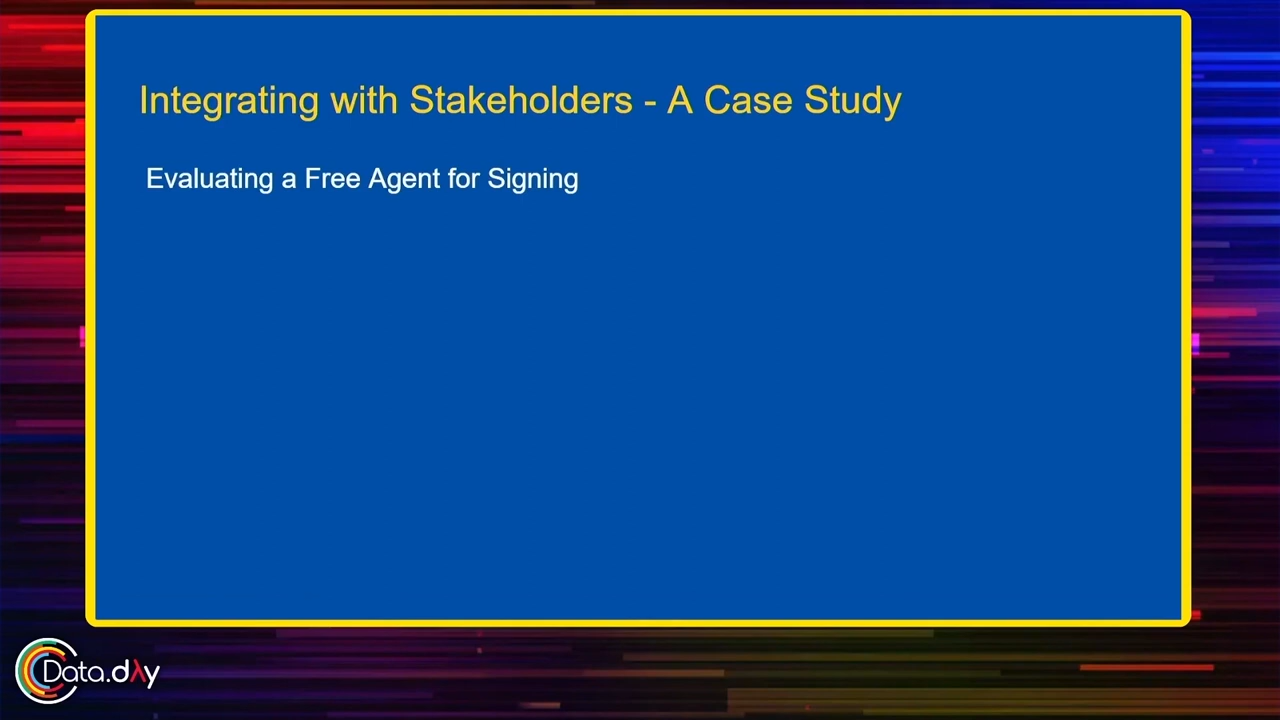 Integrating with Stakeholders - A Case Study
Evaluating a Free Agent for Signing
Data.dλy